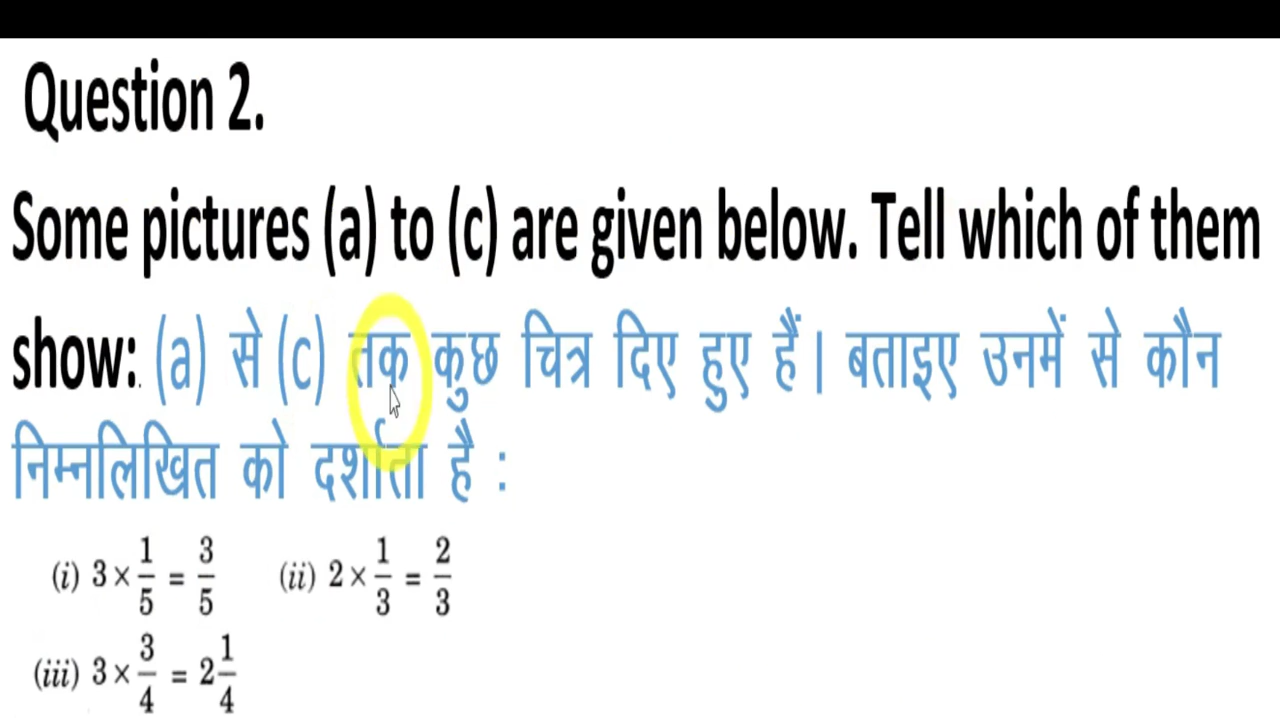 Question 2.
Some pictures (a) to (c) are given below. Tell which of them
show: (a) से (c) तक कुछ चित्र दिए हुए हैं। बताइए उनमें से कौन
निम्नलिखित को दर्शाता है :
(i) 3 × 1/5 = 3/5 (ii) 2 × 1/3 = 2/3
(iii) 3 × 3/4 = 2 1/4